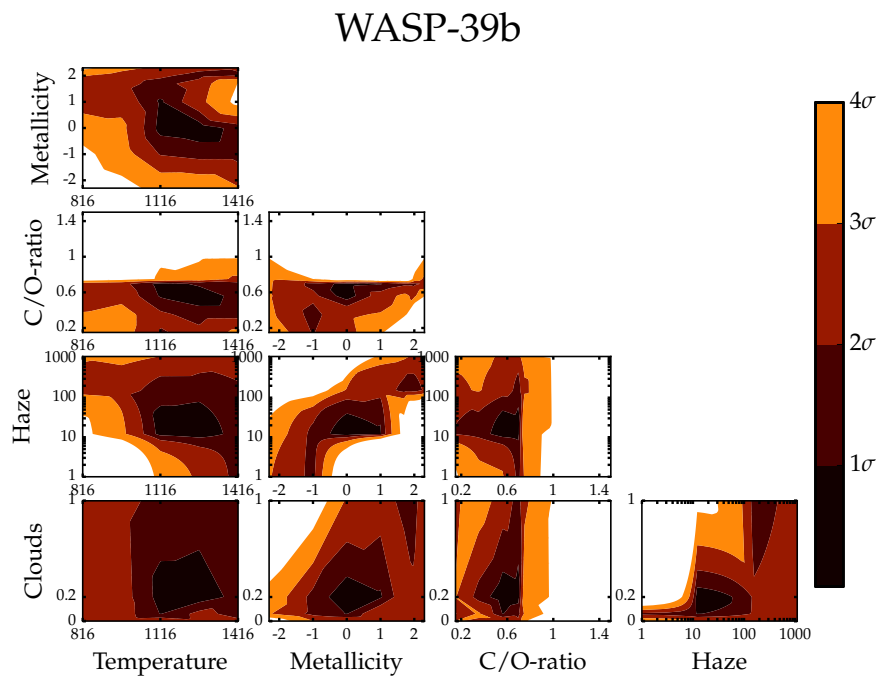 WASP-39b
Metallicity
2
1
0
-1
-2
816 1116 1416
4σ
3σ
2σ
1σ
C/O-ratio
1.4
1
0.6
0.2
816 1116 1416
1.4
1
0.6
0.2
-2 -1 0 1 2
Haze
1000
100
10
1
816 1116 1416
1000
100
10
1
-2 -1 0 1 2
1000
100
10
1
0.2 0.6 1 1.4
Clouds
1
0.2
0
816 1116 1416
1
0.2
0
-2 -1 0 1 2
1
0.2
0
0.2 0.6 1 1.4
1
0.2
0
1 10 100 1000
Temperature Metallicity C/O-ratio Haze